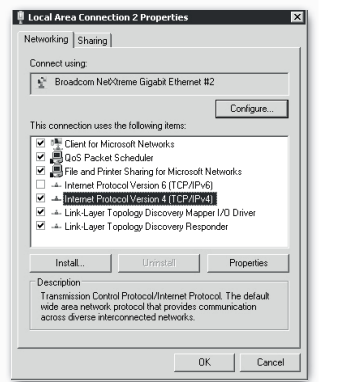 Local Area Connection 2 Properties
Networking
Sharing
Connect using:
Broadcom NetXtreme Gigabit Ethernet #2
Configure...
This connection uses the following items:
Client for Microsoft Networks
QoS Packet Scheduler
File and Printer Sharing for Microsoft Networks
Internet Protocol Version 6 (TCP/IPv6)
Internet Protocol Version 4 (TCP/IPv4)
Link-Layer Topology Discovery Mapper I/O Driver
Link-Layer Topology Discovery Responder
Install...
Uninstall
Properties
Description
Transmission Control Protocol/Internet Protocol. The default
wide area network protocol that provides communication
across diverse interconnected networks.
OK
Cancel